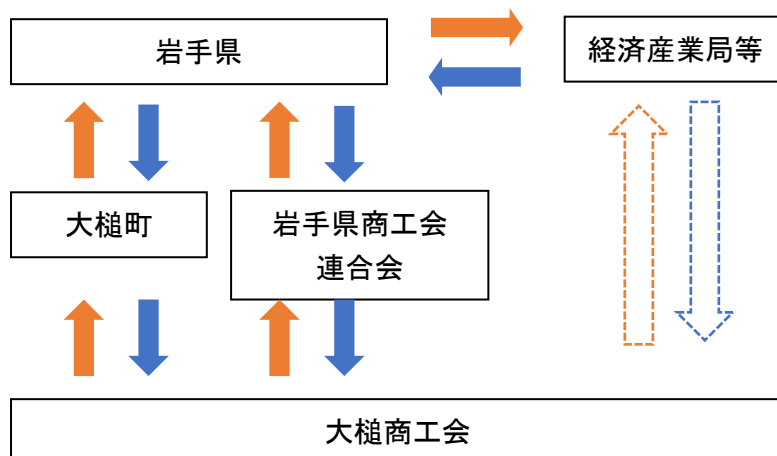 岩手県
経済産業局等
大槌町
岩手県商工会
連合会
大槌商工会